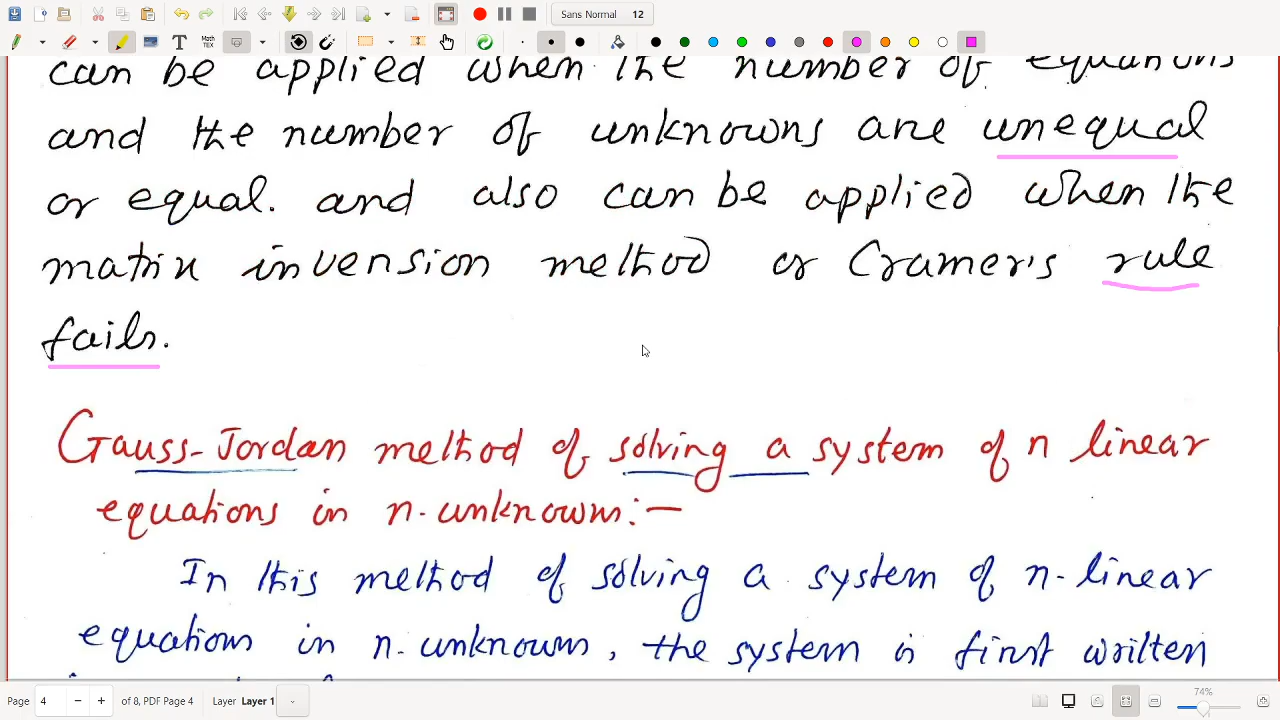 Sans Normal 12
Math TEX
can be applied when the number of equations
and the number of unknowns are unequal
or equal. and also can be applied when the
matrix invension method or Cramer's rule
fails.
Gauss-Jordan method of solving a system of n linear
equations in n-unknowns:-
In this method of solving a system of n-linear
equations in n-unknowns, the system is first written
Page 4 of 8, PDF Page 4 Layer Layer 1 74%